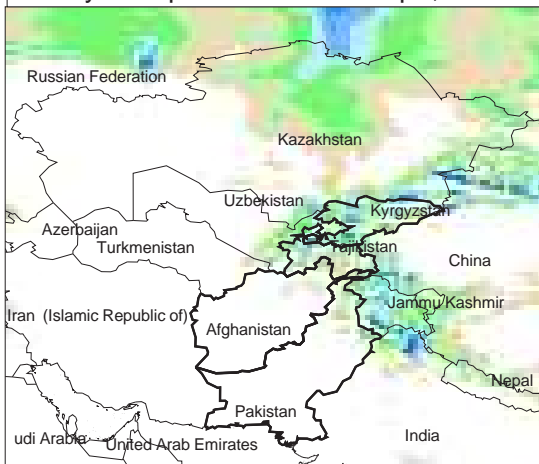 Russian Federation
Kazakhstan
Uzbekistan
Kyrgyzstan
Azerbaijan
Turkmenistan
Tajikistan
China
Jammu/Kashmir
Iran (Islamic Republic of)
Afghanistan
Nepal
Pakistan
udi Arabia
United Arab Emirates
India